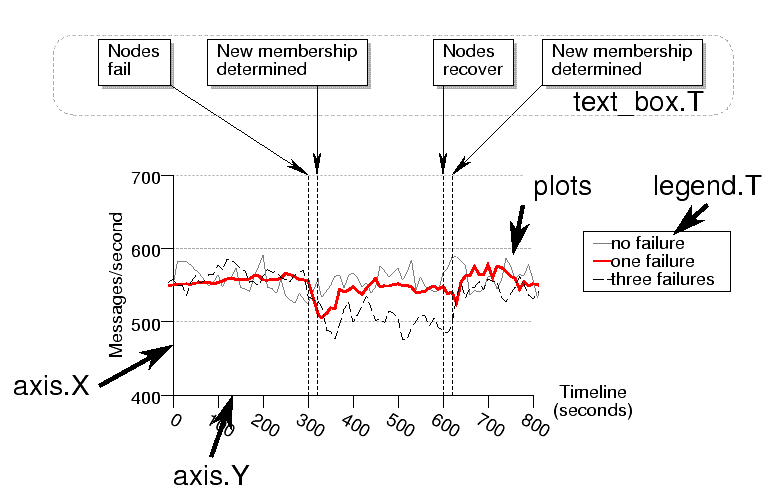 Nodes
fail
New membership
determined
Nodes
recover
New membership
determined
text_box.T
plots
legend.T
no failure
one failure
three failures
Messages/second
700
600
500
400
axis.X
0
100
200
300
400
500
600
700
800
Timeline
(seconds)
axis.Y